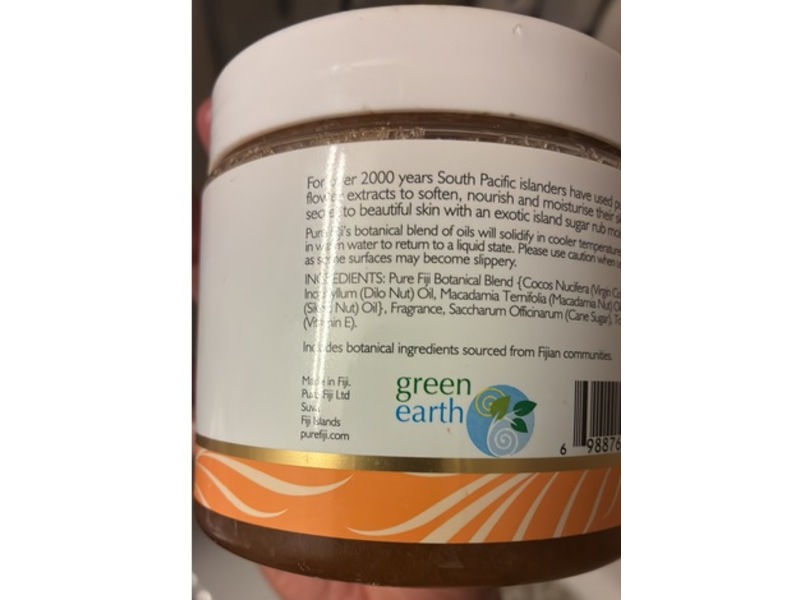 For over 2000 years South Pacific islanders have used
flower extracts to soften, nourish and moisturise their
secret to beautiful skin with an exotic island sugar rub
Pure Fiji's botanical blend of oils will solidify in cooler temperature
in warm water to return to a liquid state. Please use caution when
as some surfaces may become slippery.
INGREDIENTS: Pure Fiji Botanical Blend {Cocos Nucifera (Virgin
(Dilo Nut) Oil, Macadamia Ternifolia (Macadamia Nut)
Nut) Oil}, Fragrance, Saccharum Officinarum (Cane Sugar),
(Vitamin E).
Includes botanical ingredients sourced from Fijian communities.
Made in Fiji.
Pure Fiji Ltd
Suva
Fiji Islands
purefiji.com
green
earth
6 98876